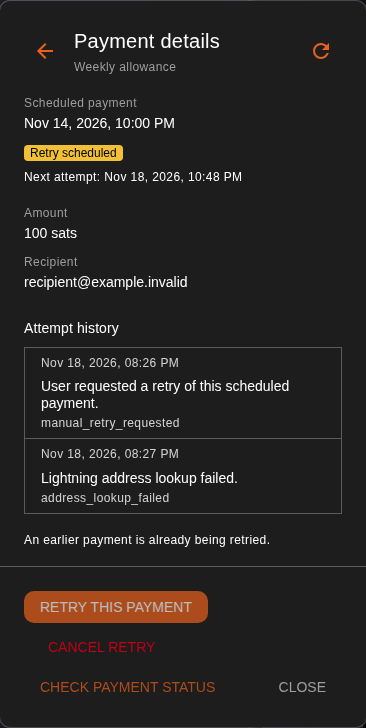 Payment details
Weekly allowance
Scheduled payment
Nov 14, 2026, 10:00 PM
Retry scheduled
Next attempt: Nov 18, 2026, 10:48 PM
Amount
100 sats
Recipient
recipient@example.invalid
Attempt history
Nov 18, 2026, 08:26 PM
User requested a retry of this scheduled
payment.
manual_retry_requested
Nov 18, 2026, 08:27 PM
Lightning address lookup failed.
address_lookup_failed
An earlier payment is already being retried.
RETRY THIS PAYMENT
CANCEL RETRY
CHECK PAYMENT STATUS
CLOSE